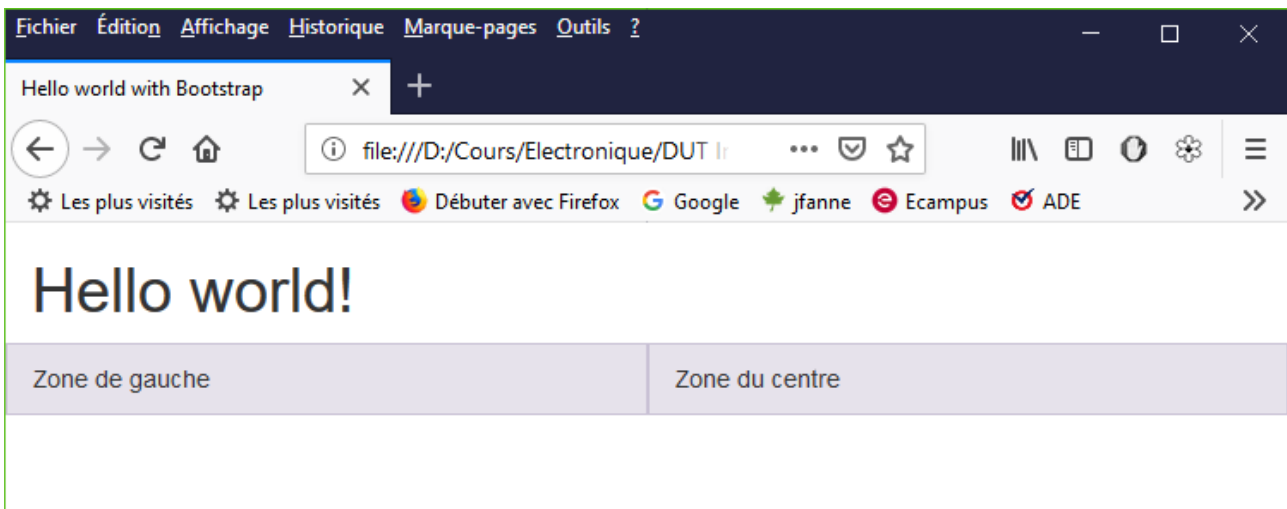 Fichier Édition Affichage Historique Marque-pages Outils ?
Hello world with Bootstrap
file:///D:/Cours/Electronique/DUT In
Les plus visités Les plus visités Débuter avec Firefox Google jfanne Ecampus ADE
Hello world!
Zone de gauche Zone du centre